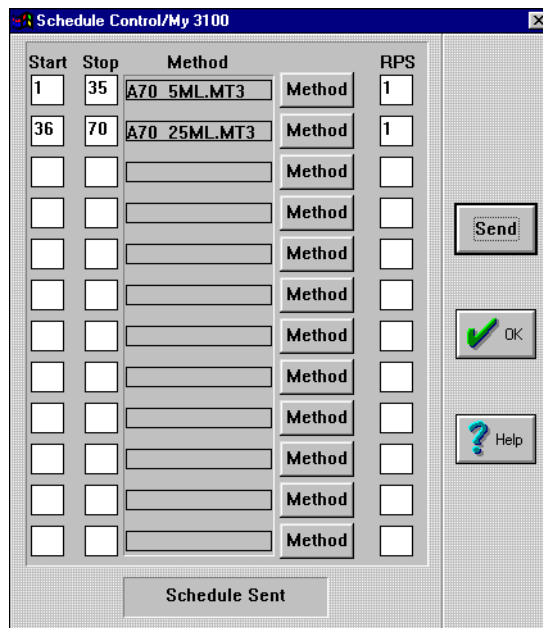 Schedule Control/My 3100
Start Stop Method RPS
1 35 A70 5ML.MT3 Method 1
36 70 A70 25ML.MT3 Method 1
Method
Method
Send
Method
Method
Method
OK
Method
Method
Help
Method
Method
Method
Schedule Sent